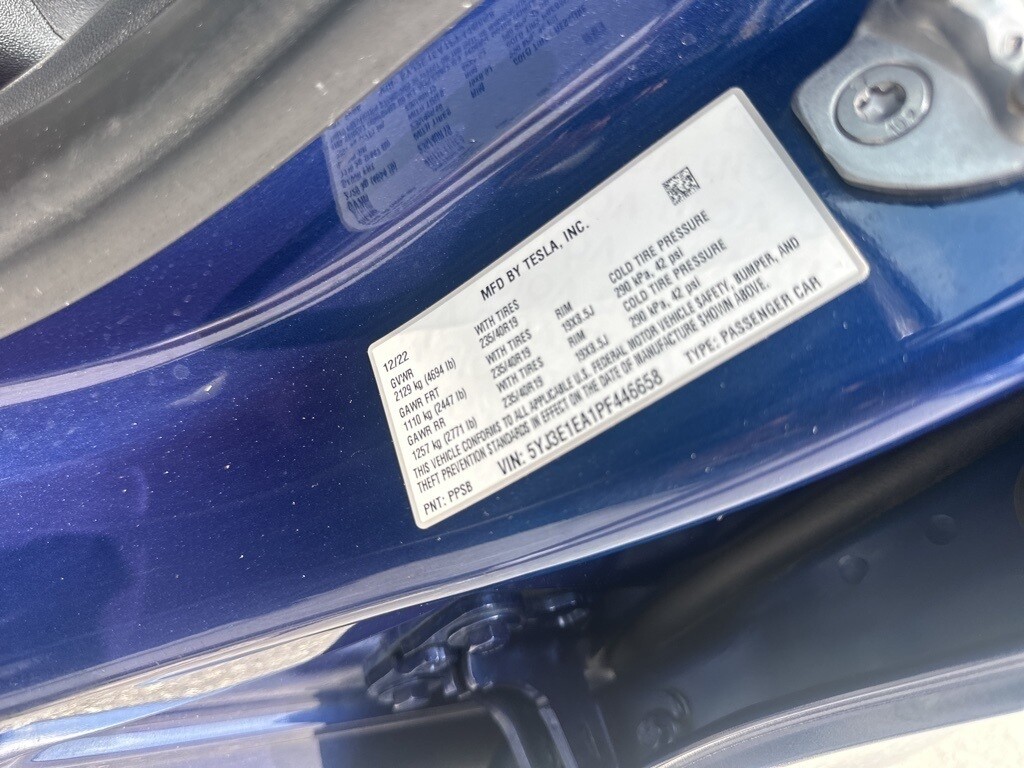 MFD BY TESLA, INC.
12/22
GVWR WITH TIRES RIM COLD TIRE PRESSURE
2129 kg (4694 lb) 235/40R19 19X8.5J 290 kPa, 42 psi
GAWR FRT WITH TIRES RIM COLD TIRE PRESSURE
1110 kg (2447 lb) 235/40R19 19X8.5J 290 kPa, 42 psi
GAWR RR WITH TIRES
1257 kg (2771 lb) 235/40R19
THIS VEHICLE CONFORMS TO ALL APPLICABLE U.S. FEDERAL MOTOR VEHICLE SAFETY, BUMPER, AND
THEFT PREVENTION STANDARDS IN EFFECT ON THE DATE OF MANUFACTURE SHOWN ABOVE.
VIN: 5YJ3E1EA1PF446658 TYPE: PASSENGER CAR
PNT: PPSB